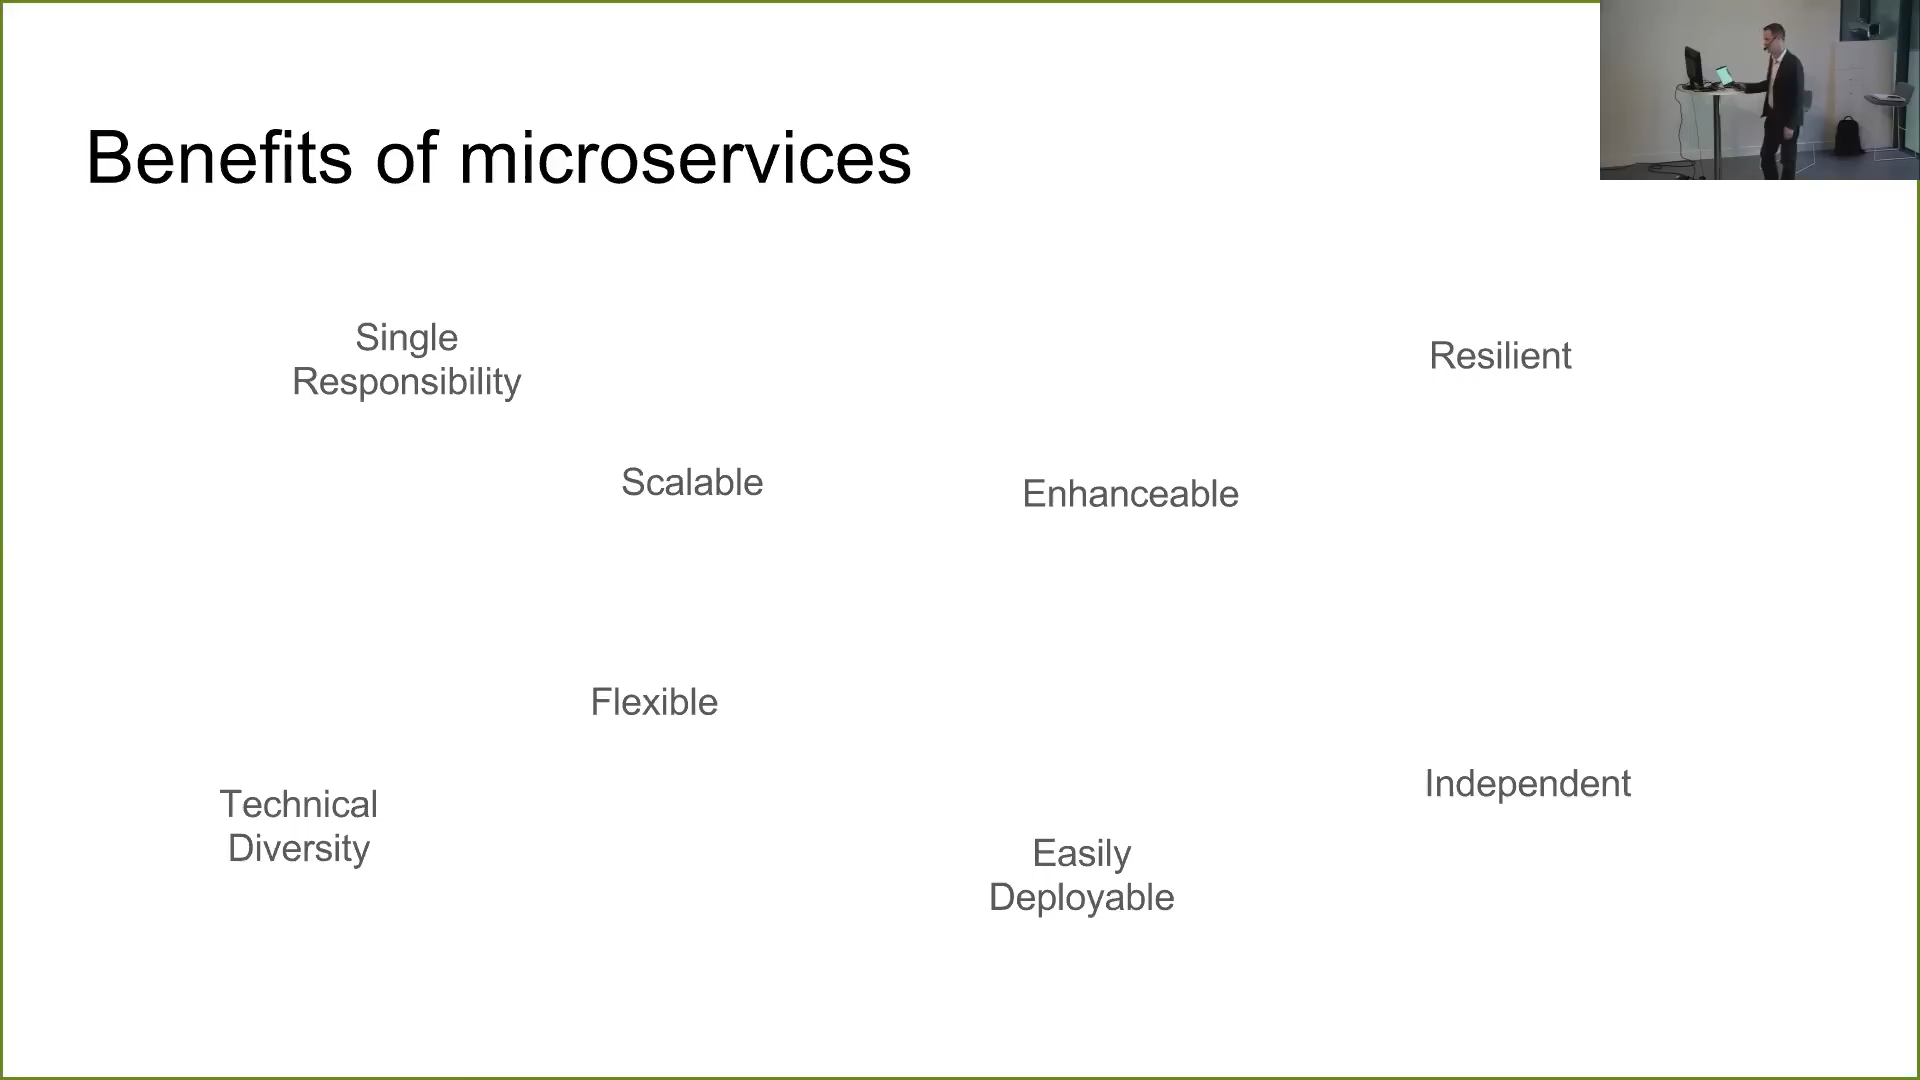 Benefits of microservices
Single
Responsibility
Resilient
Scalable
Enhanceable
Flexible
Technical
Diversity
Independent
Easily
Deployable